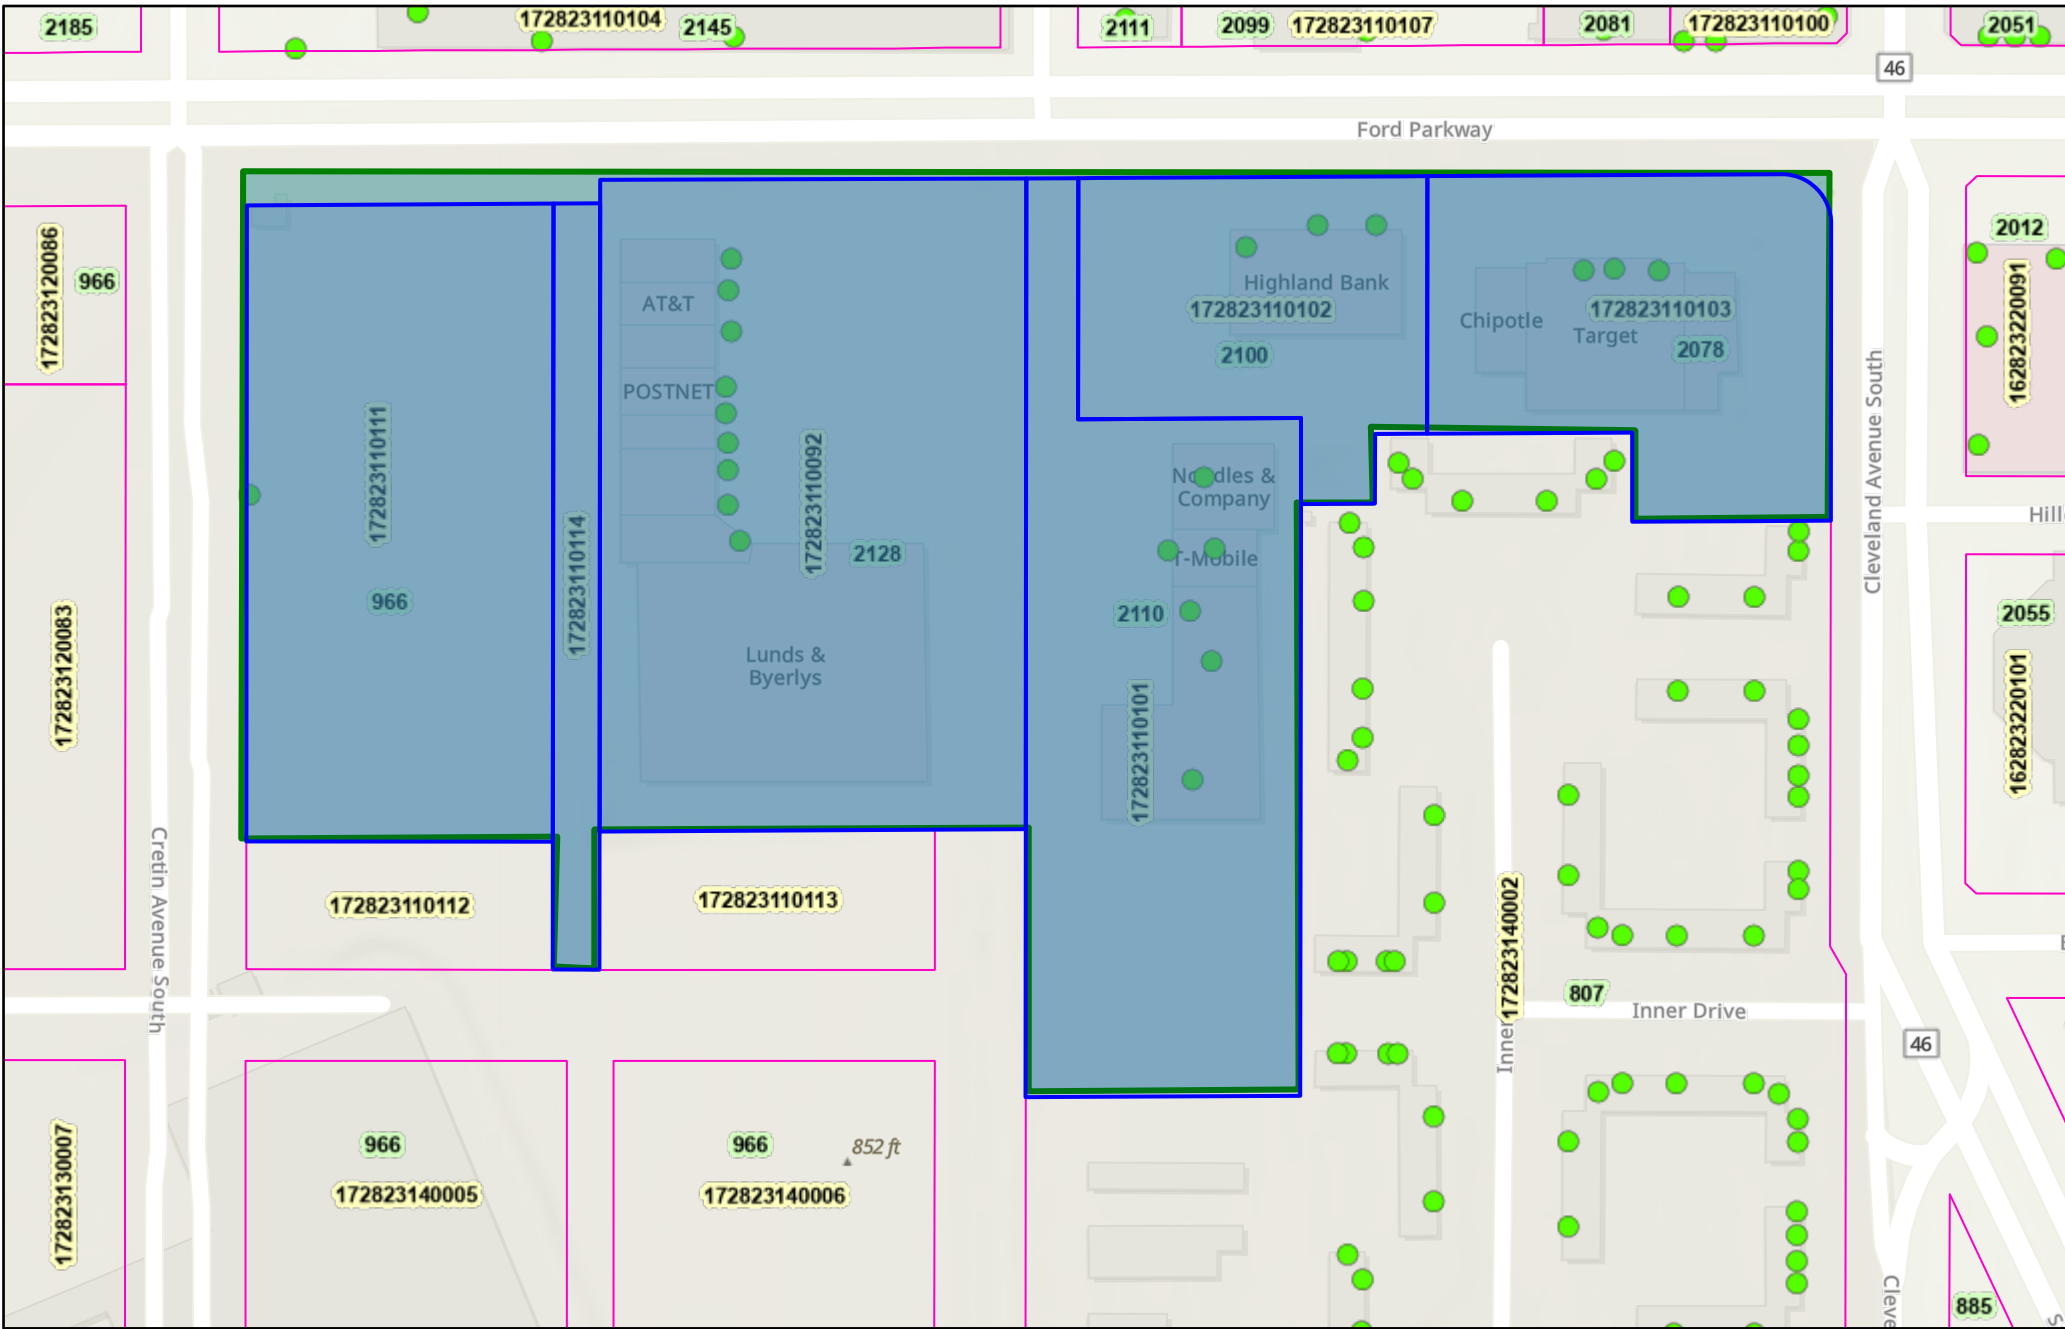 2185
172823110104
2145
2111
2099
172823110107
2081
172823110100
2051
46
Ford Parkway
172823120086
966
2012
162823220091
AT&T
Highland Bank
172823110102
2100
Chipotle
172823110103
Target
2078
POSTNET
172823110111
966
172823110114
172823110092
2128
Noodles &
Company
T-Mobile
2110
Cleveland Avenue South
Hill
172823120083
Lunds &
Byerlys
172823110101
2055
162823220101
Cretin Avenue South
172823110112
172823110113
172823140002
807
Inner Drive
Inner
46
172823130007
966
172823140005
966
852 ft
172823140006
Cleve
885